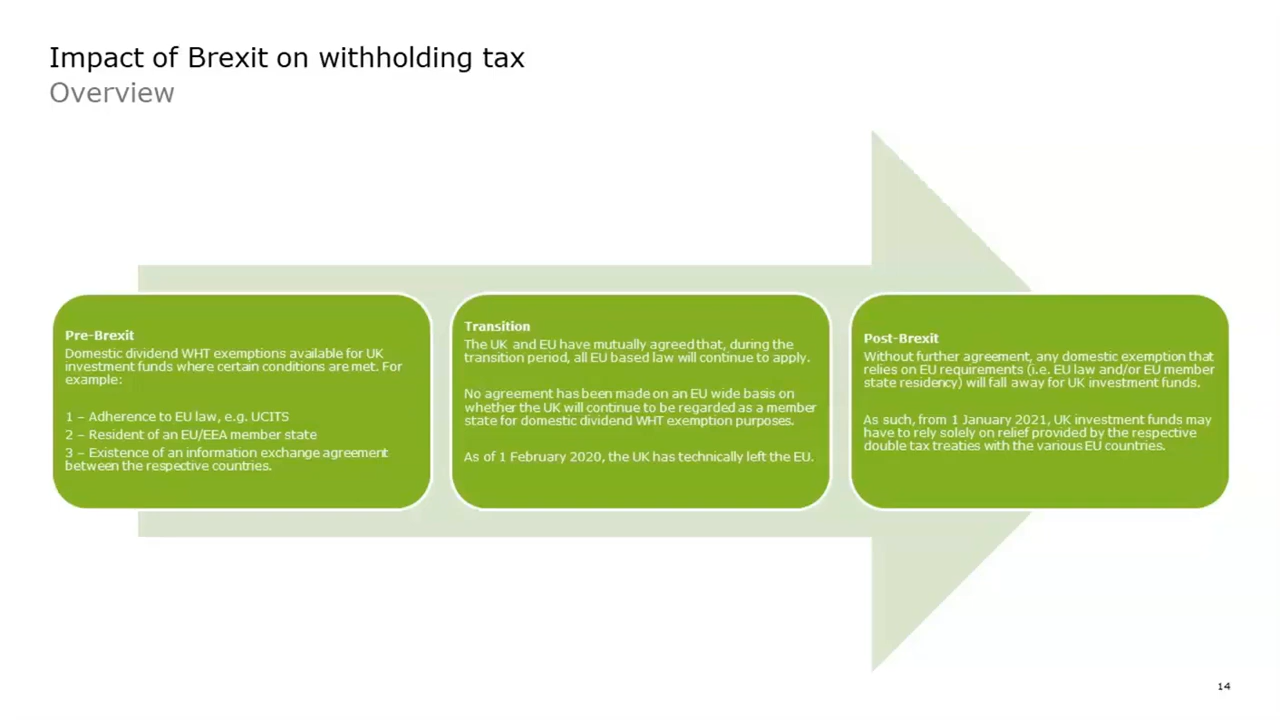 Impact of Brexit on withholding tax
Overview
Pre-Brexit
Domestic dividend WHT exemptions available for UK
investment funds where certain conditions are met. For
example:
1 – Adherence to EU law, e.g. UCITS
2 – Resident of an EU/EEA member state
3 – Existence of an information exchange agreement
between the respective countries.
Transition
The UK and EU have mutually agreed that, during the
transition period, all EU based law will continue to apply.
No agreement has been made on an EU wide basis on
whether the UK will continue to be regarded as a member
state for domestic dividend WHT exemption purposes.
As of 1 February 2020, the UK has technically left the EU.
Post-Brexit
Without further agreement, any domestic exemption that
relies on EU requirements (i.e. EU law and/or EU member
state residency) will fall away for UK investment funds.
As such, from 1 January 2021, UK investment funds may
have to rely solely on relief provided by the respective
double tax treaties with the various EU countries.
14